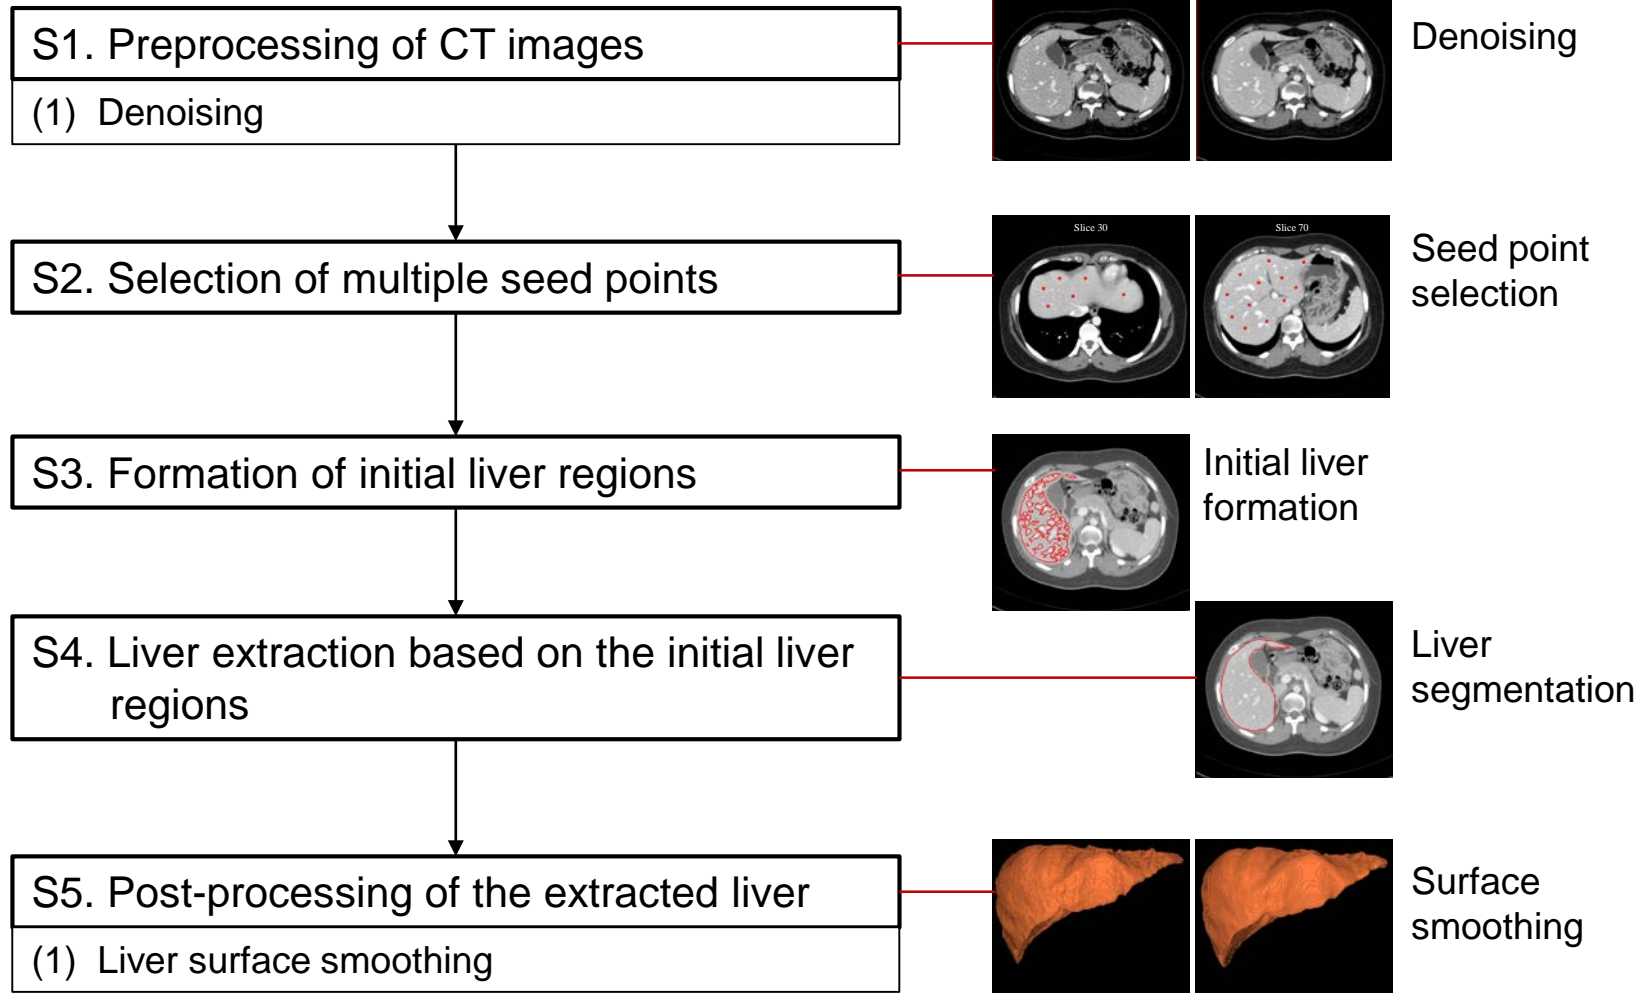 S1. Preprocessing of CT images
(1) Denoising
Denoising
S2. Selection of multiple seed points
Slice 30
Slice 70
Seed point
selection
S3. Formation of initial liver regions
Initial liver
formation
S4. Liver extraction based on the initial liver
regions
Liver
segmentation
S5. Post-processing of the extracted liver
(1) Liver surface smoothing
Surface
smoothing